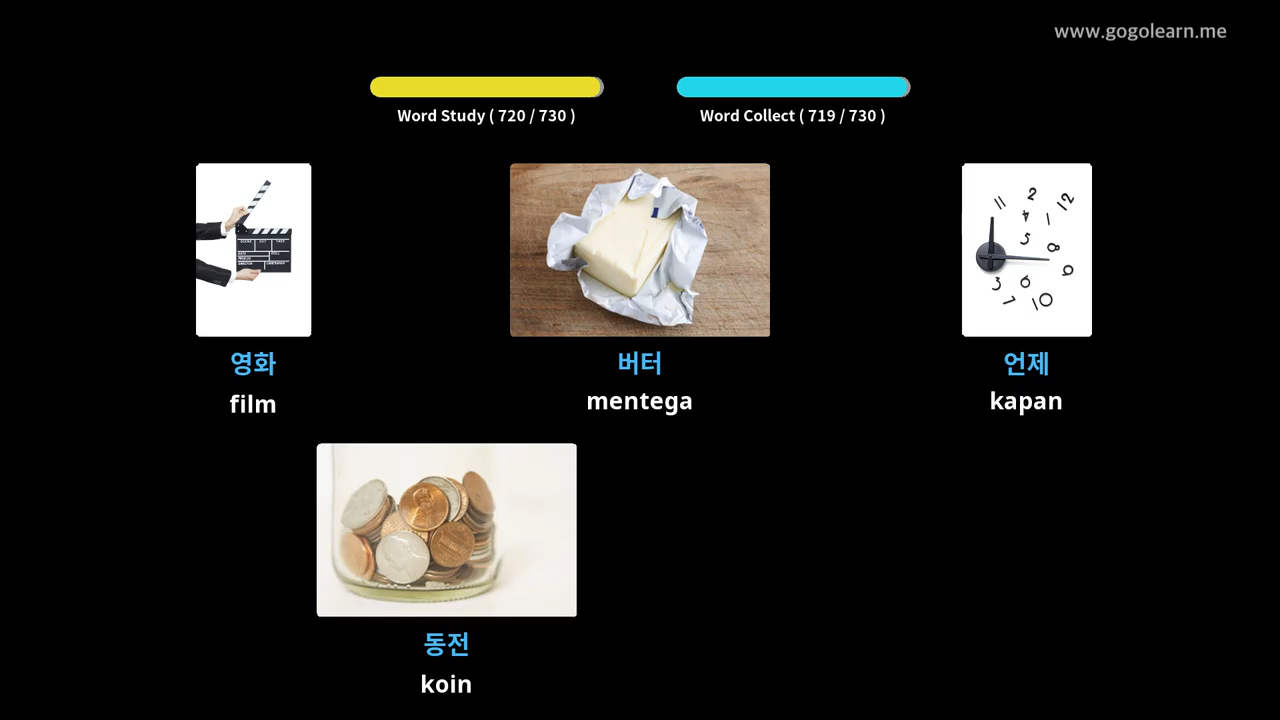 www.gogolearn.me
Word Study ( 720 / 730 )
Word Collect ( 719 / 730 )
영화
film
버터
mentega
언제
kapan
동전
koin